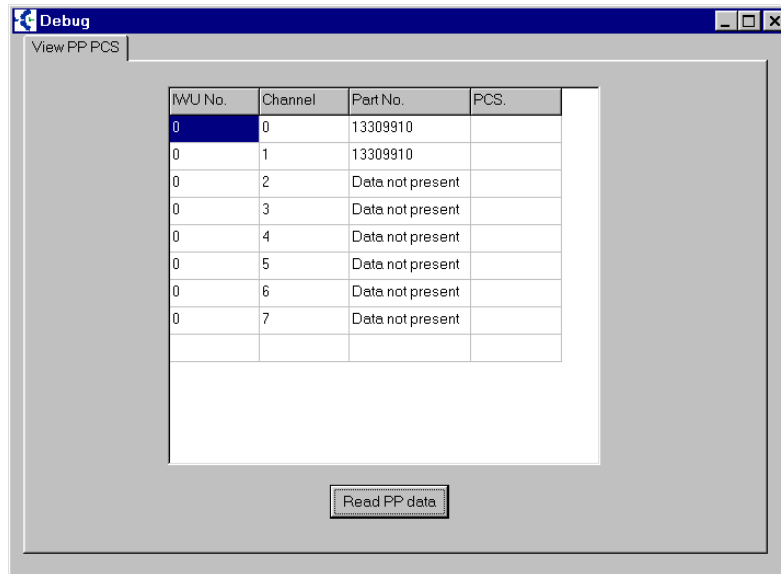 Debug
View PP PCS
IWU No. Channel Part No. PCS.
0 0 13309910
0 1 13309910
0 2 Data not present
0 3 Data not present
0 4 Data not present
0 5 Data not present
0 6 Data not present
0 7 Data not present
Read PP data